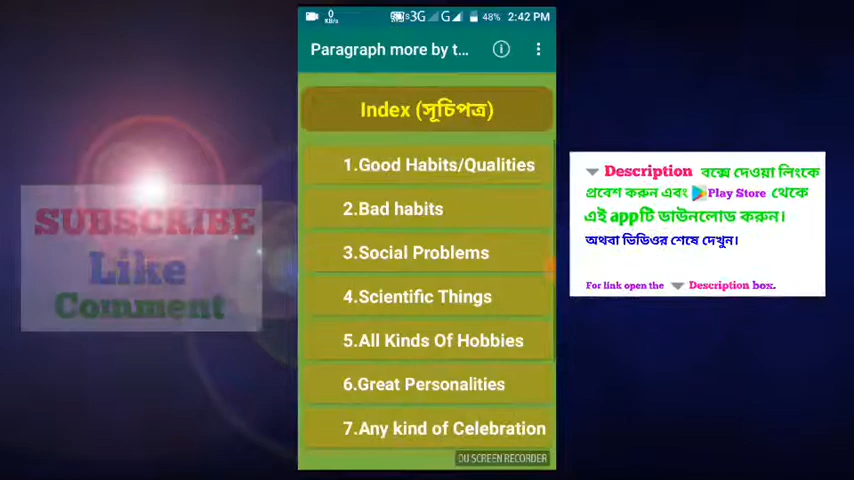 0
KB/s
3G G 48% 2:42 PM
Paragraph more by t...
Index (সূচিপত্র)
1.Good Habits/Qualities
2.Bad habits
3.Social Problems
4.Scientific Things
5.All Kinds Of Hobbies
6.Great Personalities
7.Any kind of Celebration
DU SCREEN RECORDER
SUBSCRIBE
Like
Comment
Description বক্সে দেওয়া লিংকে
প্রবেশ করুন এবং Play Store থেকে
এই appটি ডাউনলোড করুন।
অথবা ভিডিওর শেষে দেখুন।
For link open the Description box.